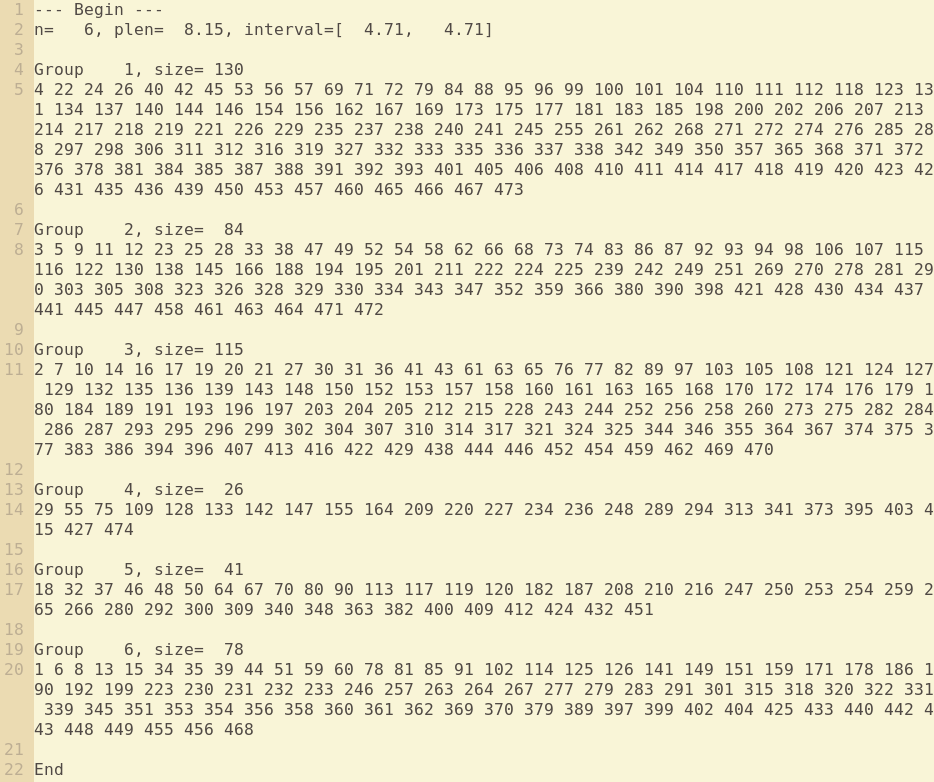 1 --- Begin ---
2 n=   6, plen=  8.15, interval=[  4.71,   4.71]
3
4 Group    1, size= 130
5 4 22 24 26 40 42 45 53 56 57 69 71 72 79 84 88 95 96 99 100 101 104 110 111 112 118 123 13
1 134 137 140 144 146 154 156 162 167 169 173 175 177 181 183 185 198 200 202 206 207 213
214 217 218 219 221 226 229 235 237 238 240 241 245 255 261 262 268 271 272 274 276 285 28
8 297 298 306 311 312 316 319 327 332 333 335 336 337 338 342 349 350 357 365 368 371 372
376 378 381 384 385 387 388 391 392 393 401 405 406 408 410 411 414 417 418 419 420 423 42
6 431 435 436 439 450 453 457 460 465 466 467 473
6
7 Group    2, size=  84
8 3 5 9 11 12 23 25 28 33 38 47 49 52 54 58 62 66 68 73 74 83 86 87 92 93 94 98 106 107 115
116 122 130 138 145 166 188 194 195 201 211 222 224 225 239 242 249 251 269 270 278 281 29
0 303 305 308 323 326 328 329 330 334 343 347 352 359 366 380 390 398 421 428 430 434 437
441 445 447 458 461 463 464 471 472
9
10 Group    3, size= 115
11 2 7 10 14 16 17 19 20 21 27 30 31 36 41 43 61 63 65 76 77 82 89 97 103 105 108 121 124 127
129 132 135 136 139 143 148 150 152 153 157 158 160 161 163 165 168 170 172 174 176 179 1
80 184 189 191 193 196 197 203 204 205 212 215 228 243 244 252 256 258 260 273 275 282 284
286 287 293 295 296 299 302 304 307 310 314 317 321 324 325 344 346 355 364 367 374 375 3
77 383 386 394 396 407 413 416 422 429 438 444 446 452 454 459 462 469 470
12
13 Group    4, size=  26
14 29 55 75 109 128 133 142 147 155 164 209 220 227 234 236 248 289 294 313 341 373 395 403 4
15 427 474
15
16 Group    5, size=  41
17 18 32 37 46 48 50 64 67 70 80 90 113 117 119 120 182 187 208 210 216 247 250 253 254 259 2
65 266 280 292 300 309 340 348 363 382 400 409 412 424 432 451
18
19 Group    6, size=  78
20 1 6 8 13 15 34 35 39 44 51 59 60 78 81 85 91 102 114 125 126 141 149 151 159 171 178 186 1
90 192 199 223 230 231 232 233 246 257 263 264 267 277 279 283 291 301 315 318 320 322 331
339 345 351 353 354 356 358 360 361 362 369 370 379 389 397 399 402 404 425 433 440 442 4
43 448 449 455 456 468
21
22 End